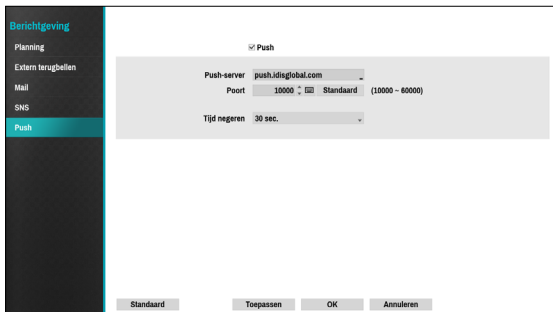 Berichtgeving
Planning
Extern terugbellen
Mail
SNS
Push
Push
Push-server push.idisglobal.com
Poort 10000 Standaard (10000 ~ 60000)
Tijd negeren 30 sec.
Standaard Toepassen OK Annuleren